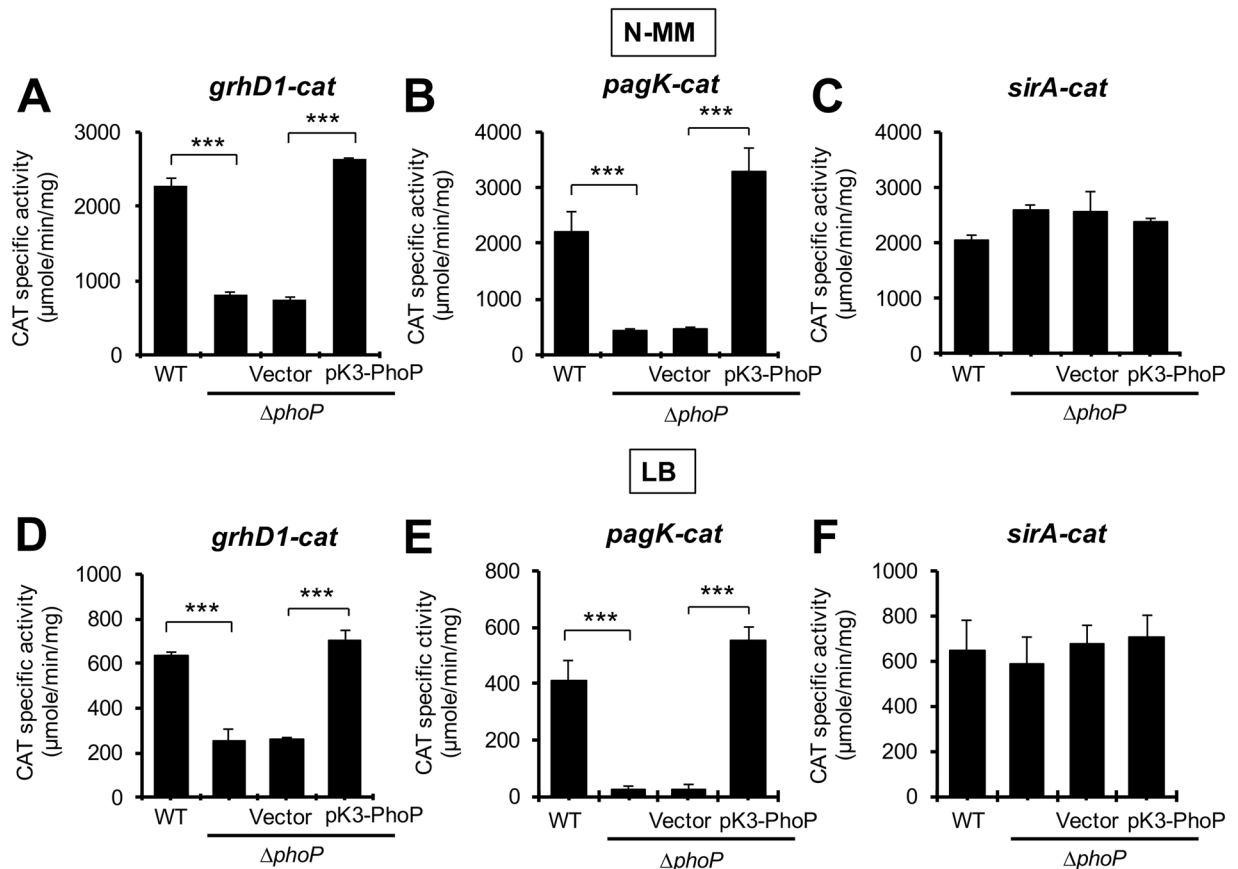 N-MM
A
grhD1-cat
CAT specific activity
(µmole/min/mg)
3000
2000
1000
0
***
***
WT
Vector pK3-PhoP
ΔphoP
B
pagK-cat
CAT specific activity
(µmole/min/mg)
4000
3000
2000
1000
0
***
***
WT
Vector pK3-PhoP
ΔphoP
C
sirA-cat
CAT specific activity
(µmole/min/mg)
4000
3000
2000
1000
0
WT
Vector pK3-PhoP
ΔphoP
LB
D
grhD1-cat
CAT specific activity
(µmole/min/mg)
1000
800
600
400
200
0
***
***
WT
Vector pK3-PhoP
ΔphoP
E
pagK-cat
CAT specific ctivity
(µmole/min/mg)
800
600
400
200
0
***
***
WT
Vector pK3-PhoP
ΔphoP
F
sirA-cat
CAT specific activity
(µmole/min/mg)
1000
800
600
400
200
0
WT
Vector pK3-PhoP
ΔphoP